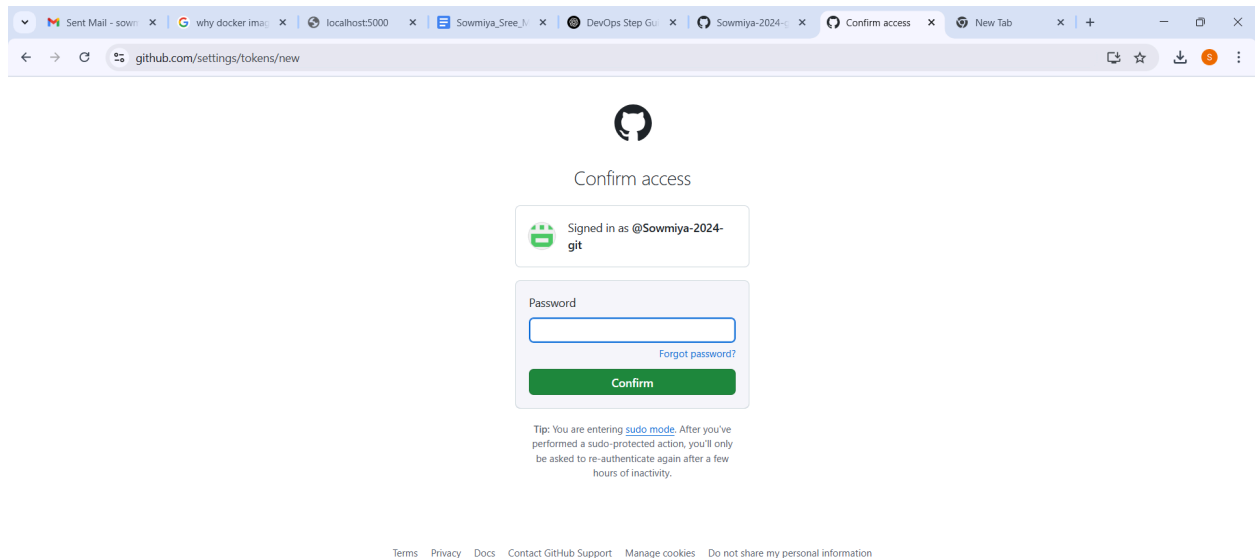 Sent Mail - sowm
why docker imag
localhost:5000
Sowmiya_Sree_M
DevOps Step Gui
Sowmiya-2024-g
Confirm access
New Tab
github.com/settings/tokens/new
S
Confirm access
Signed in as @Sowmiya-2024-
git
Password
Forgot password?
Confirm
Tip: You are entering sudo mode. After you've
performed a sudo-protected action, you'll only
be asked to re-authenticate again after a few
hours of inactivity.
Terms Privacy Docs Contact GitHub Support Manage cookies Do not share my personal information